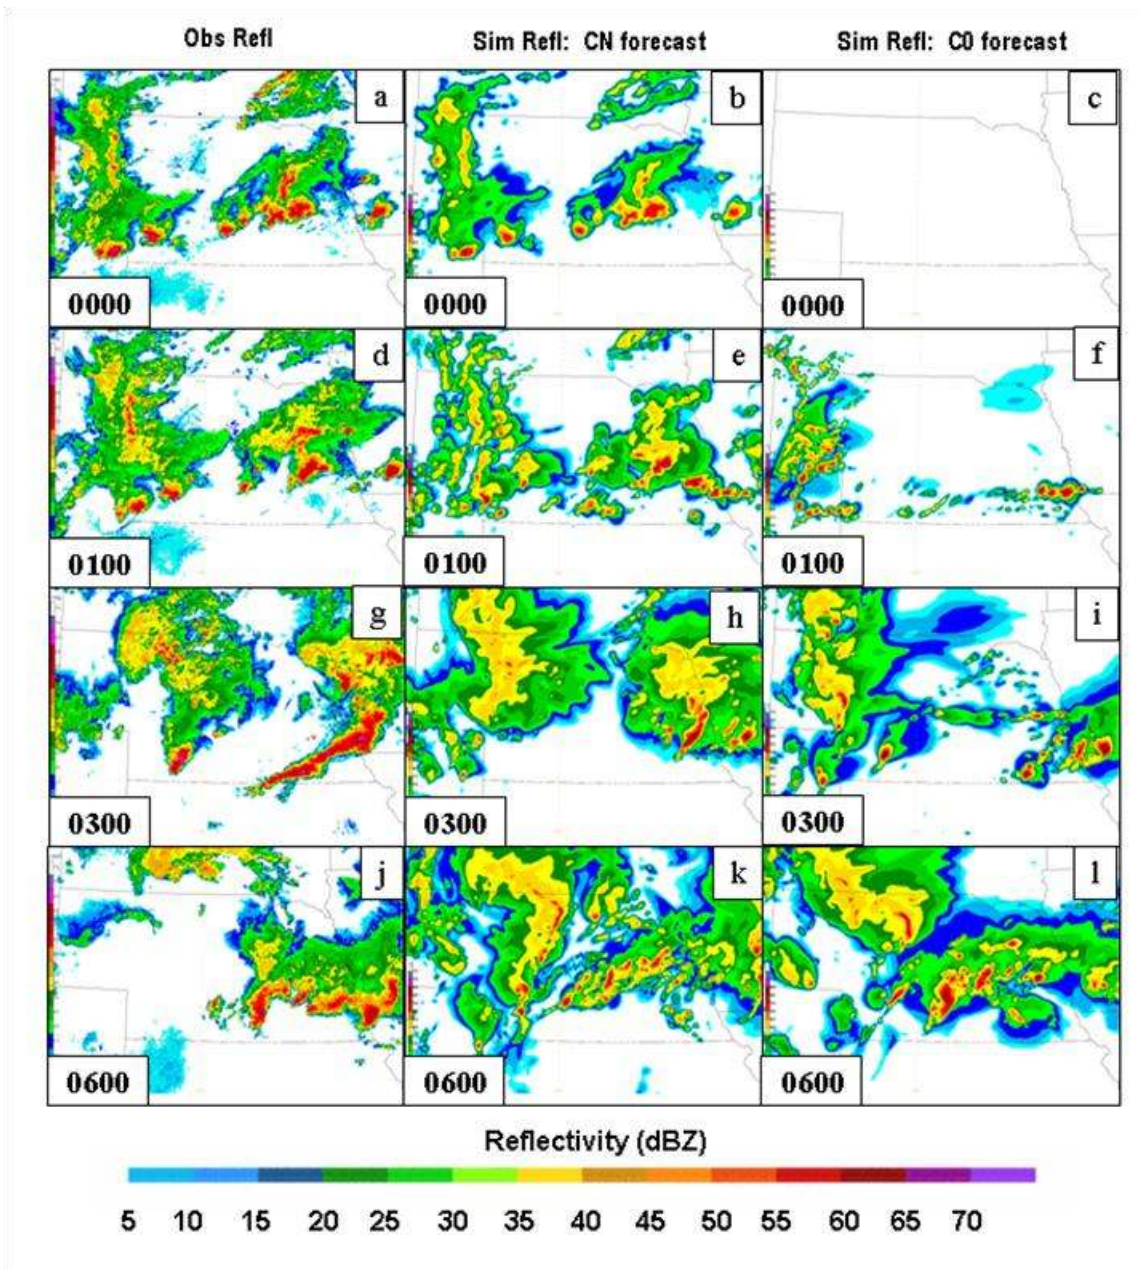 Obs Refl
Sim Refl: CN forecast
Sim Refl: C0 forecast
a
b
c
0000
0000
0000
d
e
f
0100
0100
0100
g
h
i
0300
0300
0300
j
k
l
0600
0600
0600
Reflectivity (dBZ)
5 10 15 20 25 30 35 40 45 50 55 60 65 70